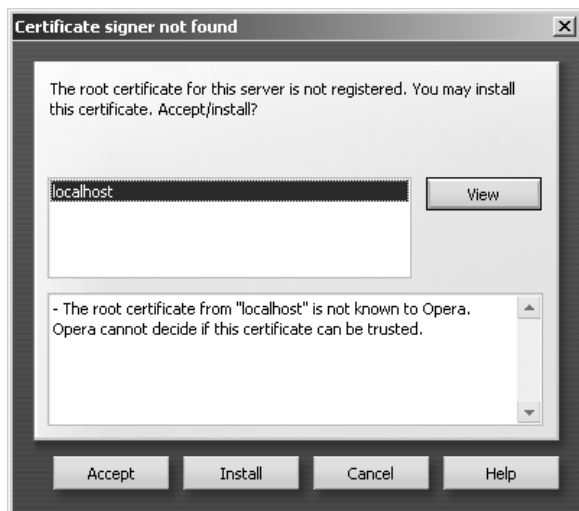 Certificate signer not found
The root certificate for this server is not registered. You may install
this certificate. Accept/install?
localhost
View
- The root certificate from "localhost" is not known to Opera.
Opera cannot decide if this certificate can be trusted.
Accept Install Cancel Help